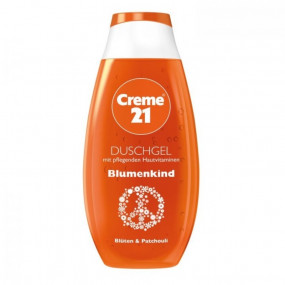 Creme
21
DUSCHGEL
mit pflegenden Hautvitaminen
Blumenkind
Blüten & Patchouli